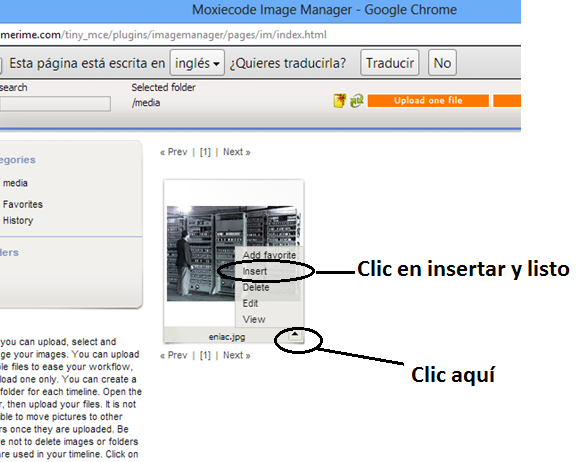 Moxiecode Image Manager - Google Chrome
merime.com/tiny_mce/plugins/imagemanager/pages/im/index.html
Esta página está escrita en inglés ¿Quieres traducirla? Traducir No
search
Selected folder
/media
Upload one file
« Prev | [1] | Next »
egories
media
Favorites
History
ders
Add favorite
Insert
Delete
Edit
View
eniac.jpg
« Prev | [1] | Next »
Clic en insertar y listo
Clic aquí
you can upload, select and
ge your images. You can upload
le files to ease your workflow,
load one only. You can create a
folder for each timeline. Open the
r, then upload your files. It is not
ble to move pictures to other
rs once they are uploaded. Be
re not to delete images or folders
are used in your timeline. Click on